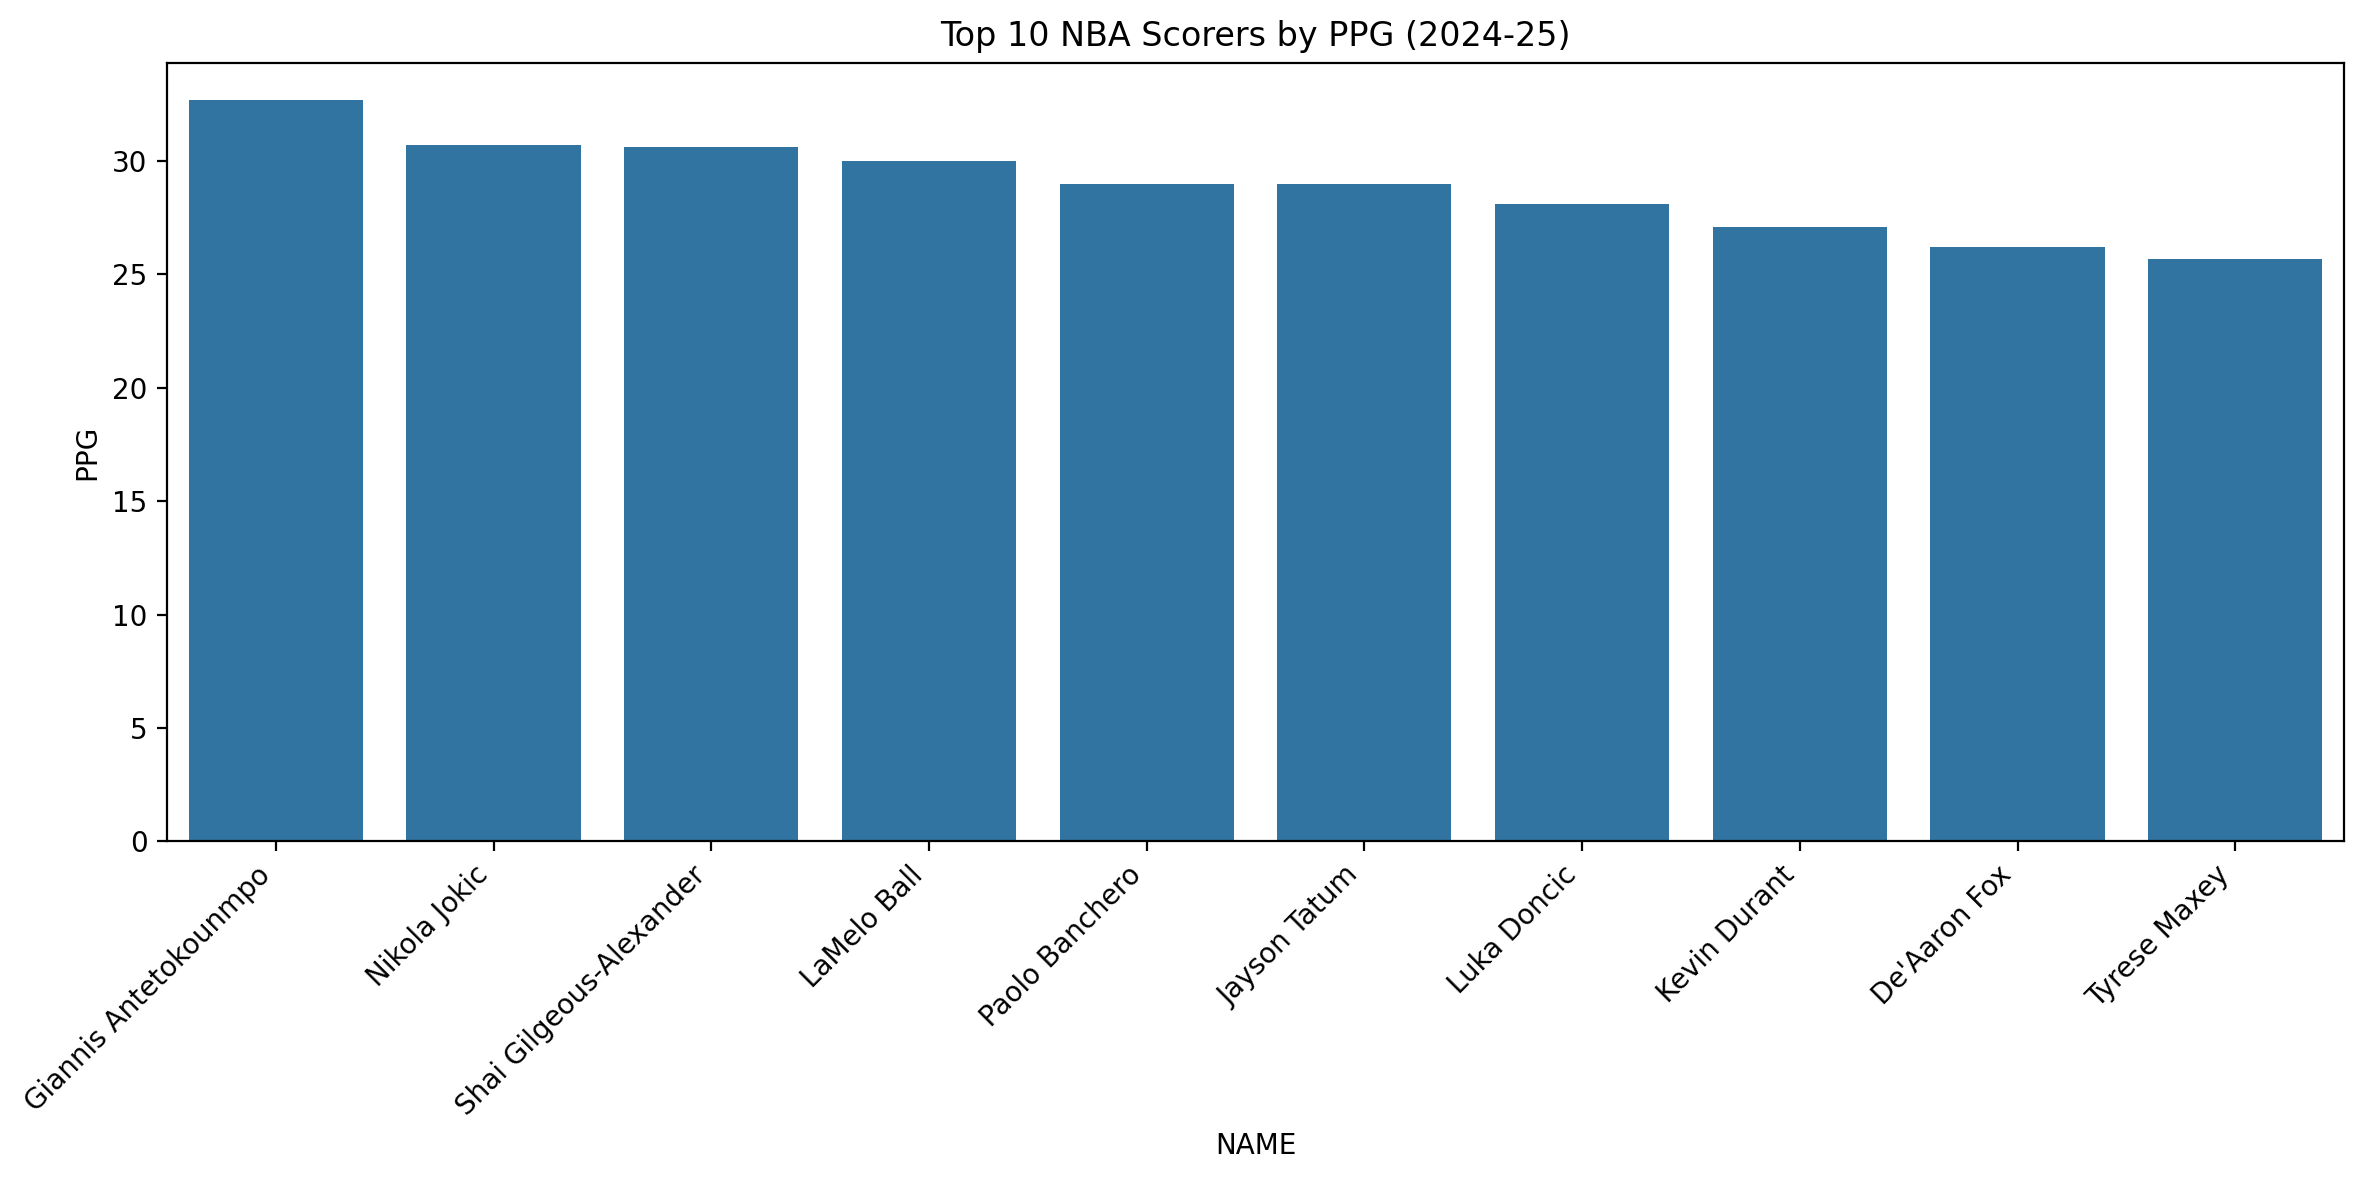 Top 10 NBA Scorers by PPG (2024-25)
PPG
30
25
20
15
10
5
0
Giannis Antetokounmpo
Nikola Jokic
Shai Gilgeous-Alexander
LaMelo Ball
Paolo Banchero
Jayson Tatum
Luka Doncic
Kevin Durant
De'Aaron Fox
Tyrese Maxey
NAME